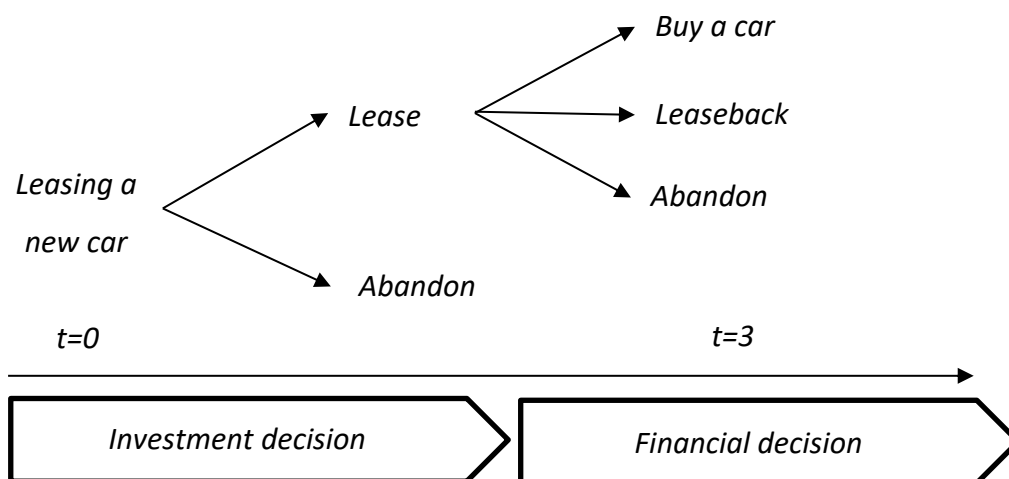 Buy a car
Lease
Leaseback
Leasing a
new car
Abandon
Abandon
t=0
t=3
Investment decision
Financial decision